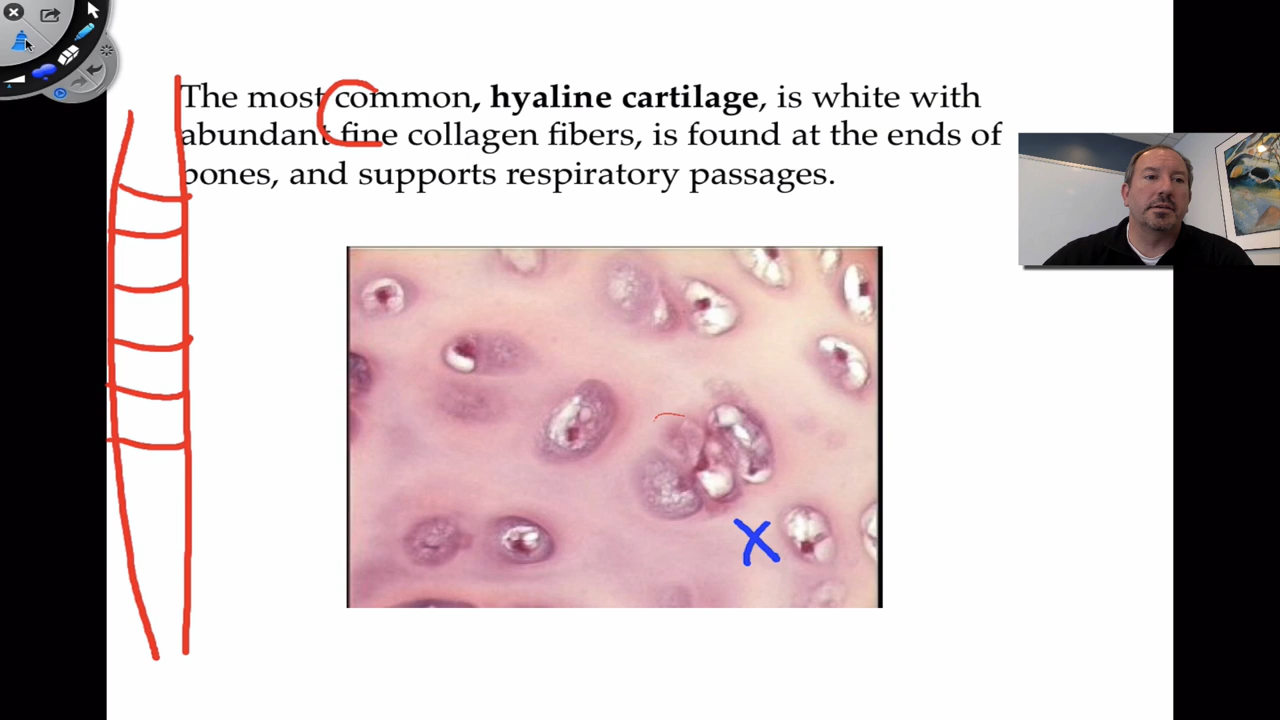 The most common, hyaline cartilage, is white with
abundant fine collagen fibers, is found at the ends of
bones, and supports respiratory passages.
C
X